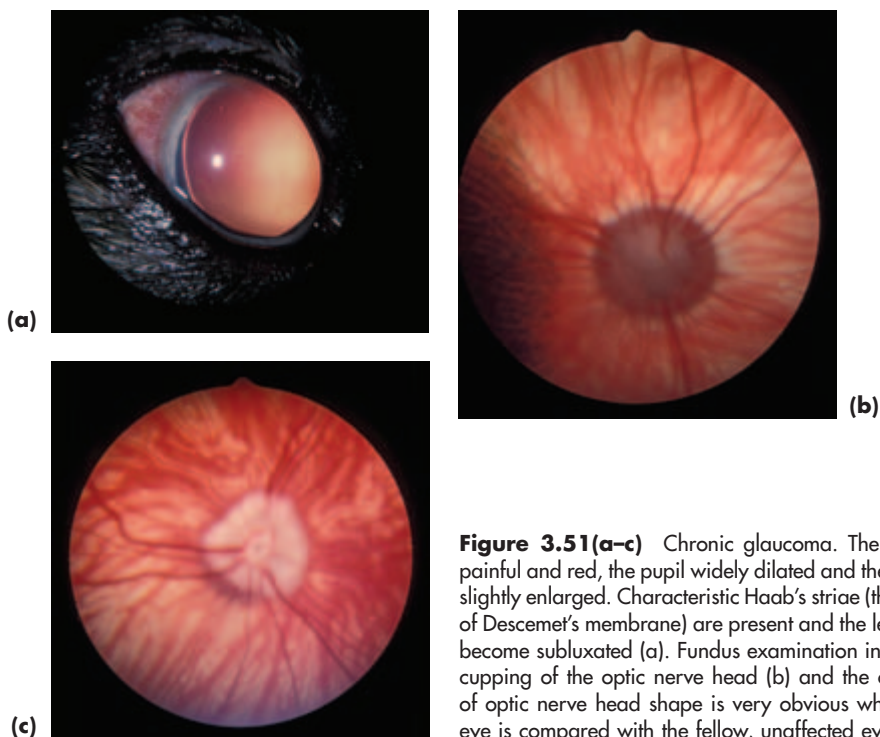 (a)
(b)
(c)
Figure 3.51(a–c) Chronic glaucoma. The
painful and red, the pupil widely dilated and the
slightly enlarged. Characteristic Haab's striae (th
of Descemet's membrane) are present and the le
become subluxated (a). Fundus examination in
cupping of the optic nerve head (b) and the
of optic nerve head shape is very obvious wh
eye is compared with the fellow, unaffected ey